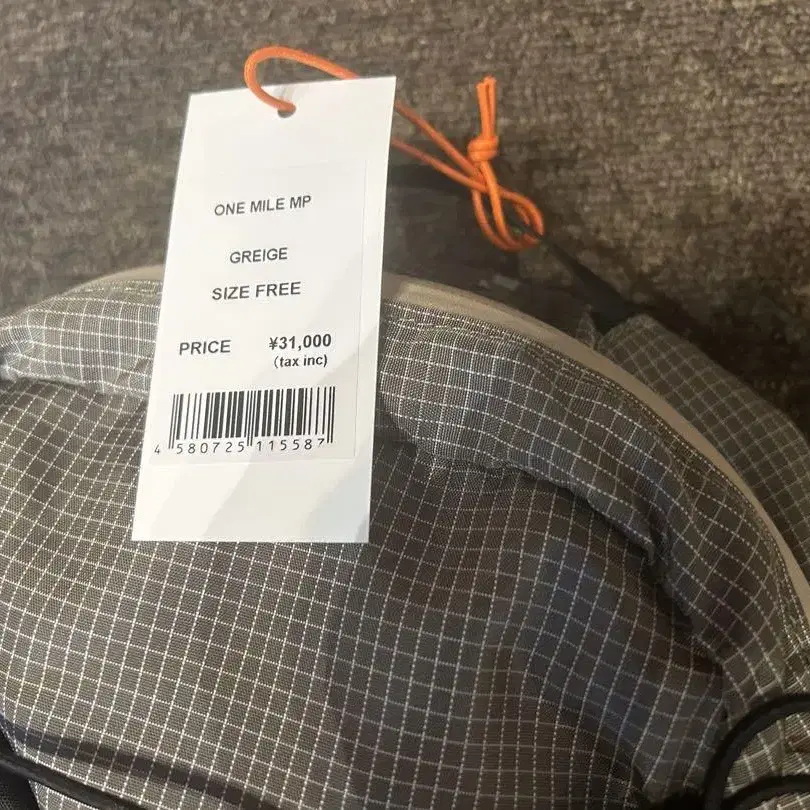 ONE MILE MP
GREIGE
SIZE FREE
PRICE ¥31,000
(tax inc)
4 580725 115587